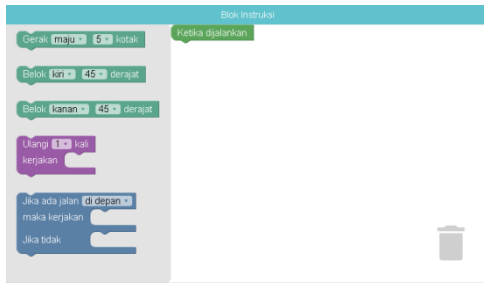 Blok Instruksi
Gerak maju 5 kotak
Belok kiri 45 derajat
Belok kanan 45 derajat
Ulangi 1 kali
kerjakan
Jika ada jalan di depan
maka kerjakan
Jika tidak
Ketika dijalankan